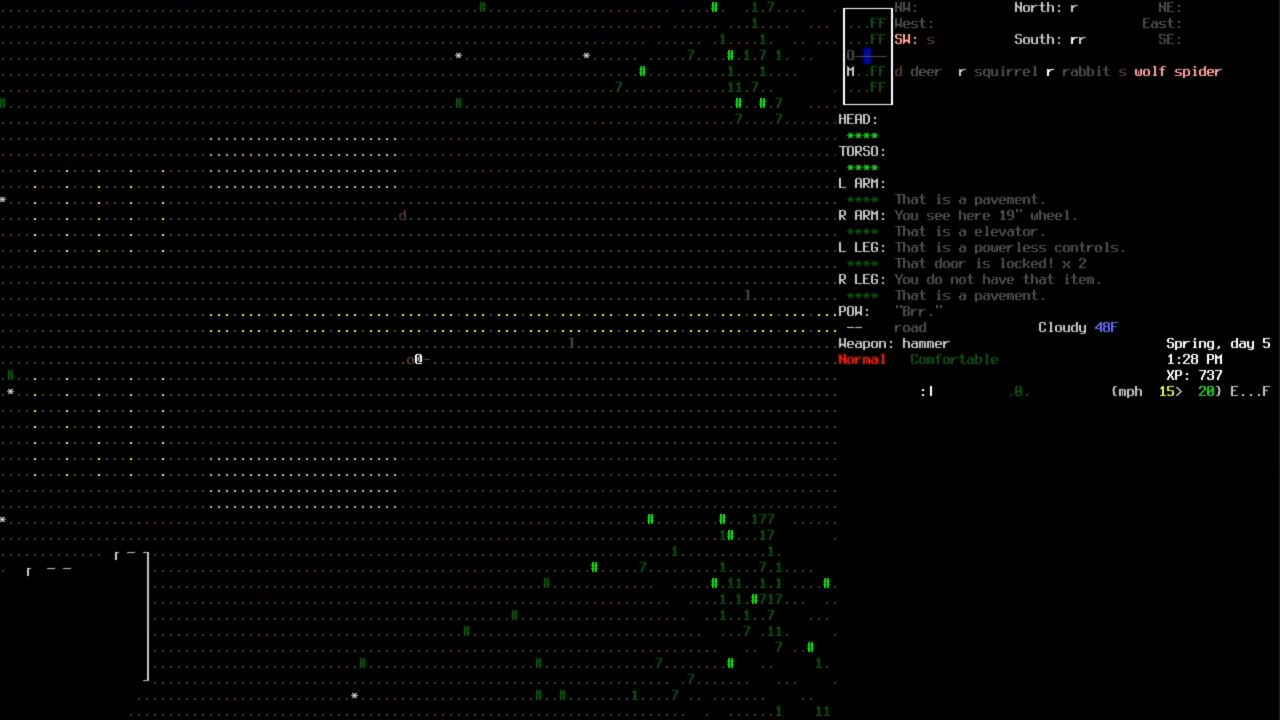 NW: North: r NE:
West: East:
SW: s South: rr SE:
d deer r squirrel r rabbit s wolf spider
HEAD:
****
TORSO:
****
L ARM:
**** That is a pavement.
R ARM: You see here 19" wheel.
**** That is a elevator.
L LEG: That is a powerless controls.
**** That door is locked! x 2
R LEG: You do not have that item.
**** That is a pavement.
POW: "Brr."
-- road Cloudy 48F
Weapon: hammer Spring, day 5
Normal Comfortable 1:28 PM
XP: 737
:l .0. {mph 15> 20} E...F